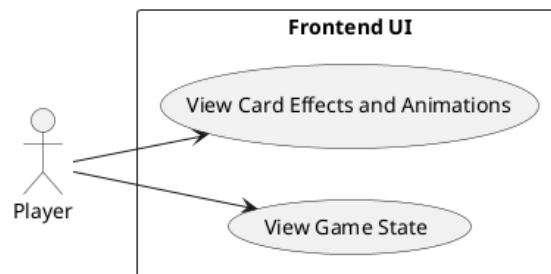 Frontend UI
View Card Effects and Animations
Player
View Game State